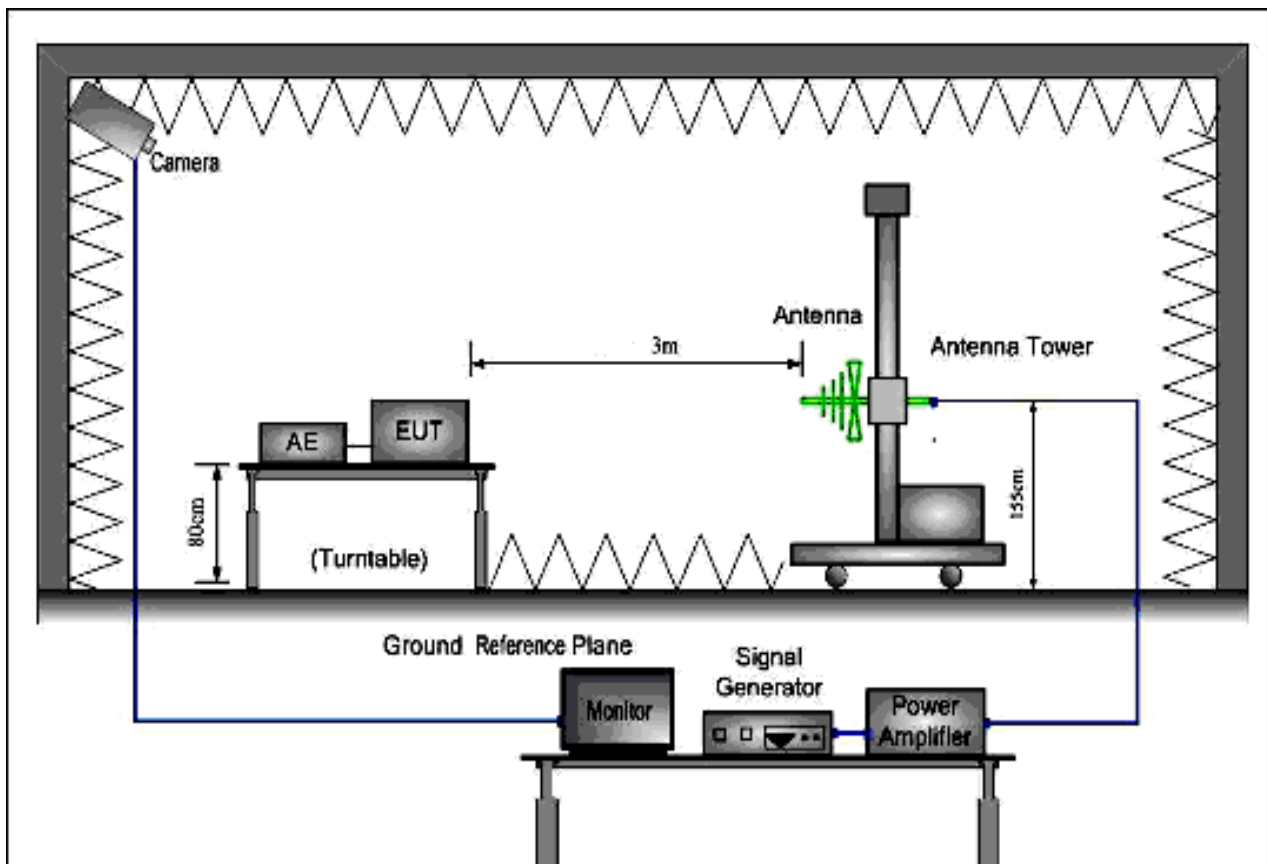 Camera
Antenna
3m
Antenna Tower
AE
EUT
80cm
155cm
(Turntable)
Ground Reference Plane
Signal
Generator
Monitor
Power
Amplifier